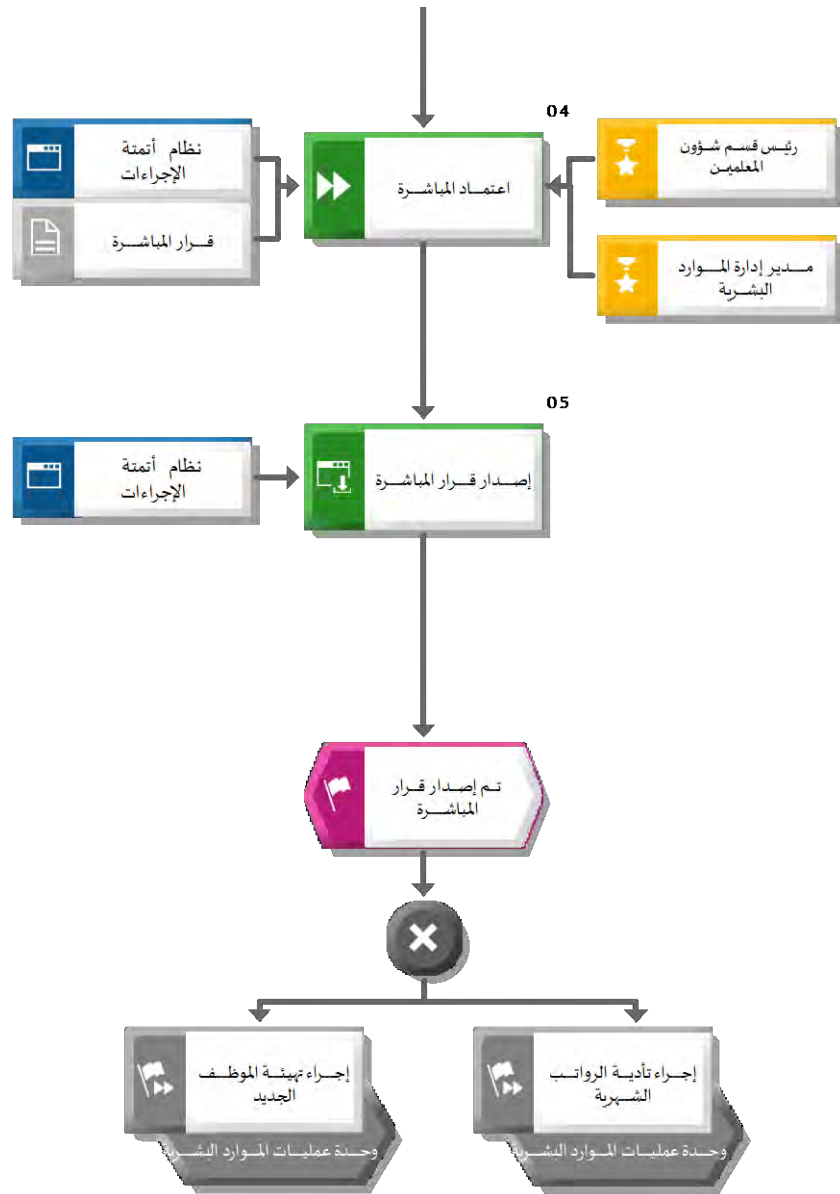 04
رئيس قسم شؤون
المعلمين
اعتماد المباشرة
نظام أتمتة
الإجراءات
قرار المباشرة
مدير إدارة الموارد
البشرية
05
إصدار قرار المباشرة
نظام أتمتة
الإجراءات
تم إصدار قرار
المباشرة
إجراء تأدية الرواتب
الشهرية
وحدة عمليات الموارد البشرية
إجراء تهيئة الموظف
الجديد
وحدة عمليات الموارد البشرية